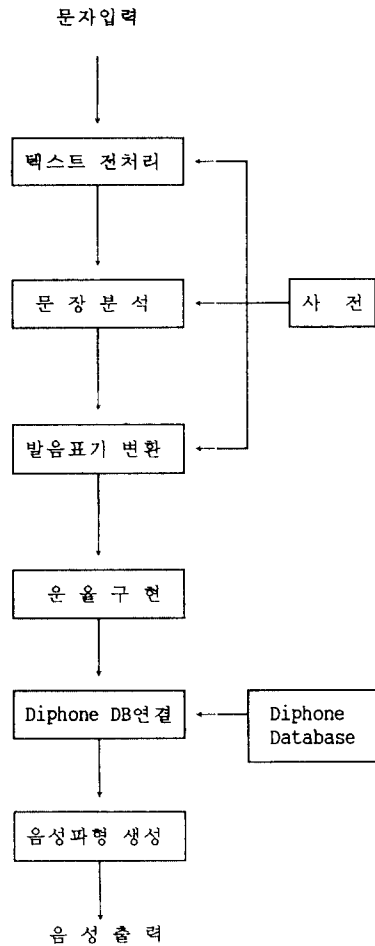 문자입력
텍스트 전처리
문 장 분 석
사 전
발음표기 변환
운 율 구 현
Diphone DB연결
Diphone
Database
음성파형 생성
음 성 출 력